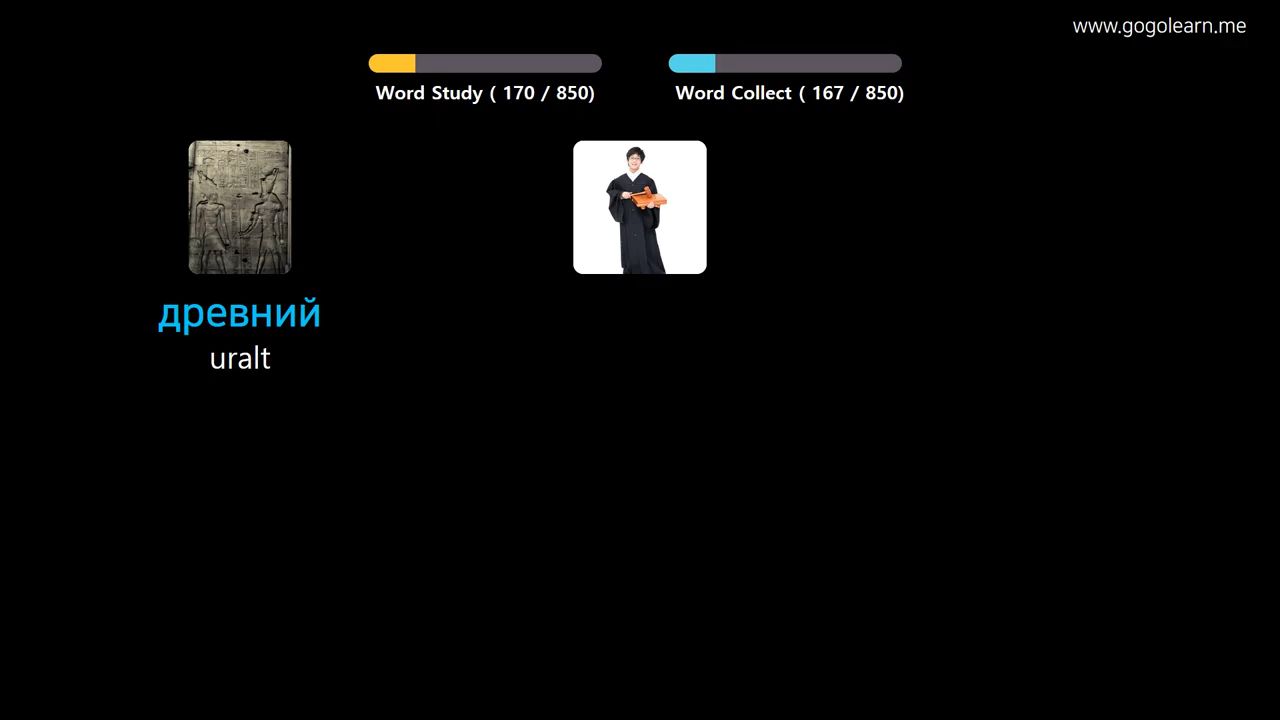 www.gogolearn.me
Word Study ( 170 / 850)
Word Collect ( 167 / 850)
древний
uralt